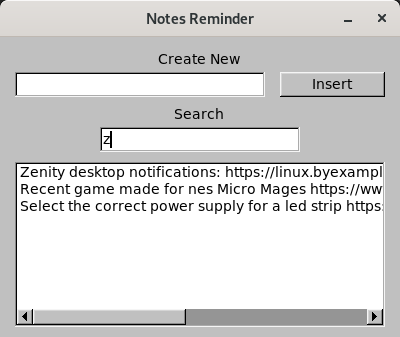 Notes Reminder
Create New
Insert
Search
z
Zenity desktop notifications: https://linux.byexampl
Recent game made for nes Micro Mages https://ww
Select the correct power supply for a led strip https: